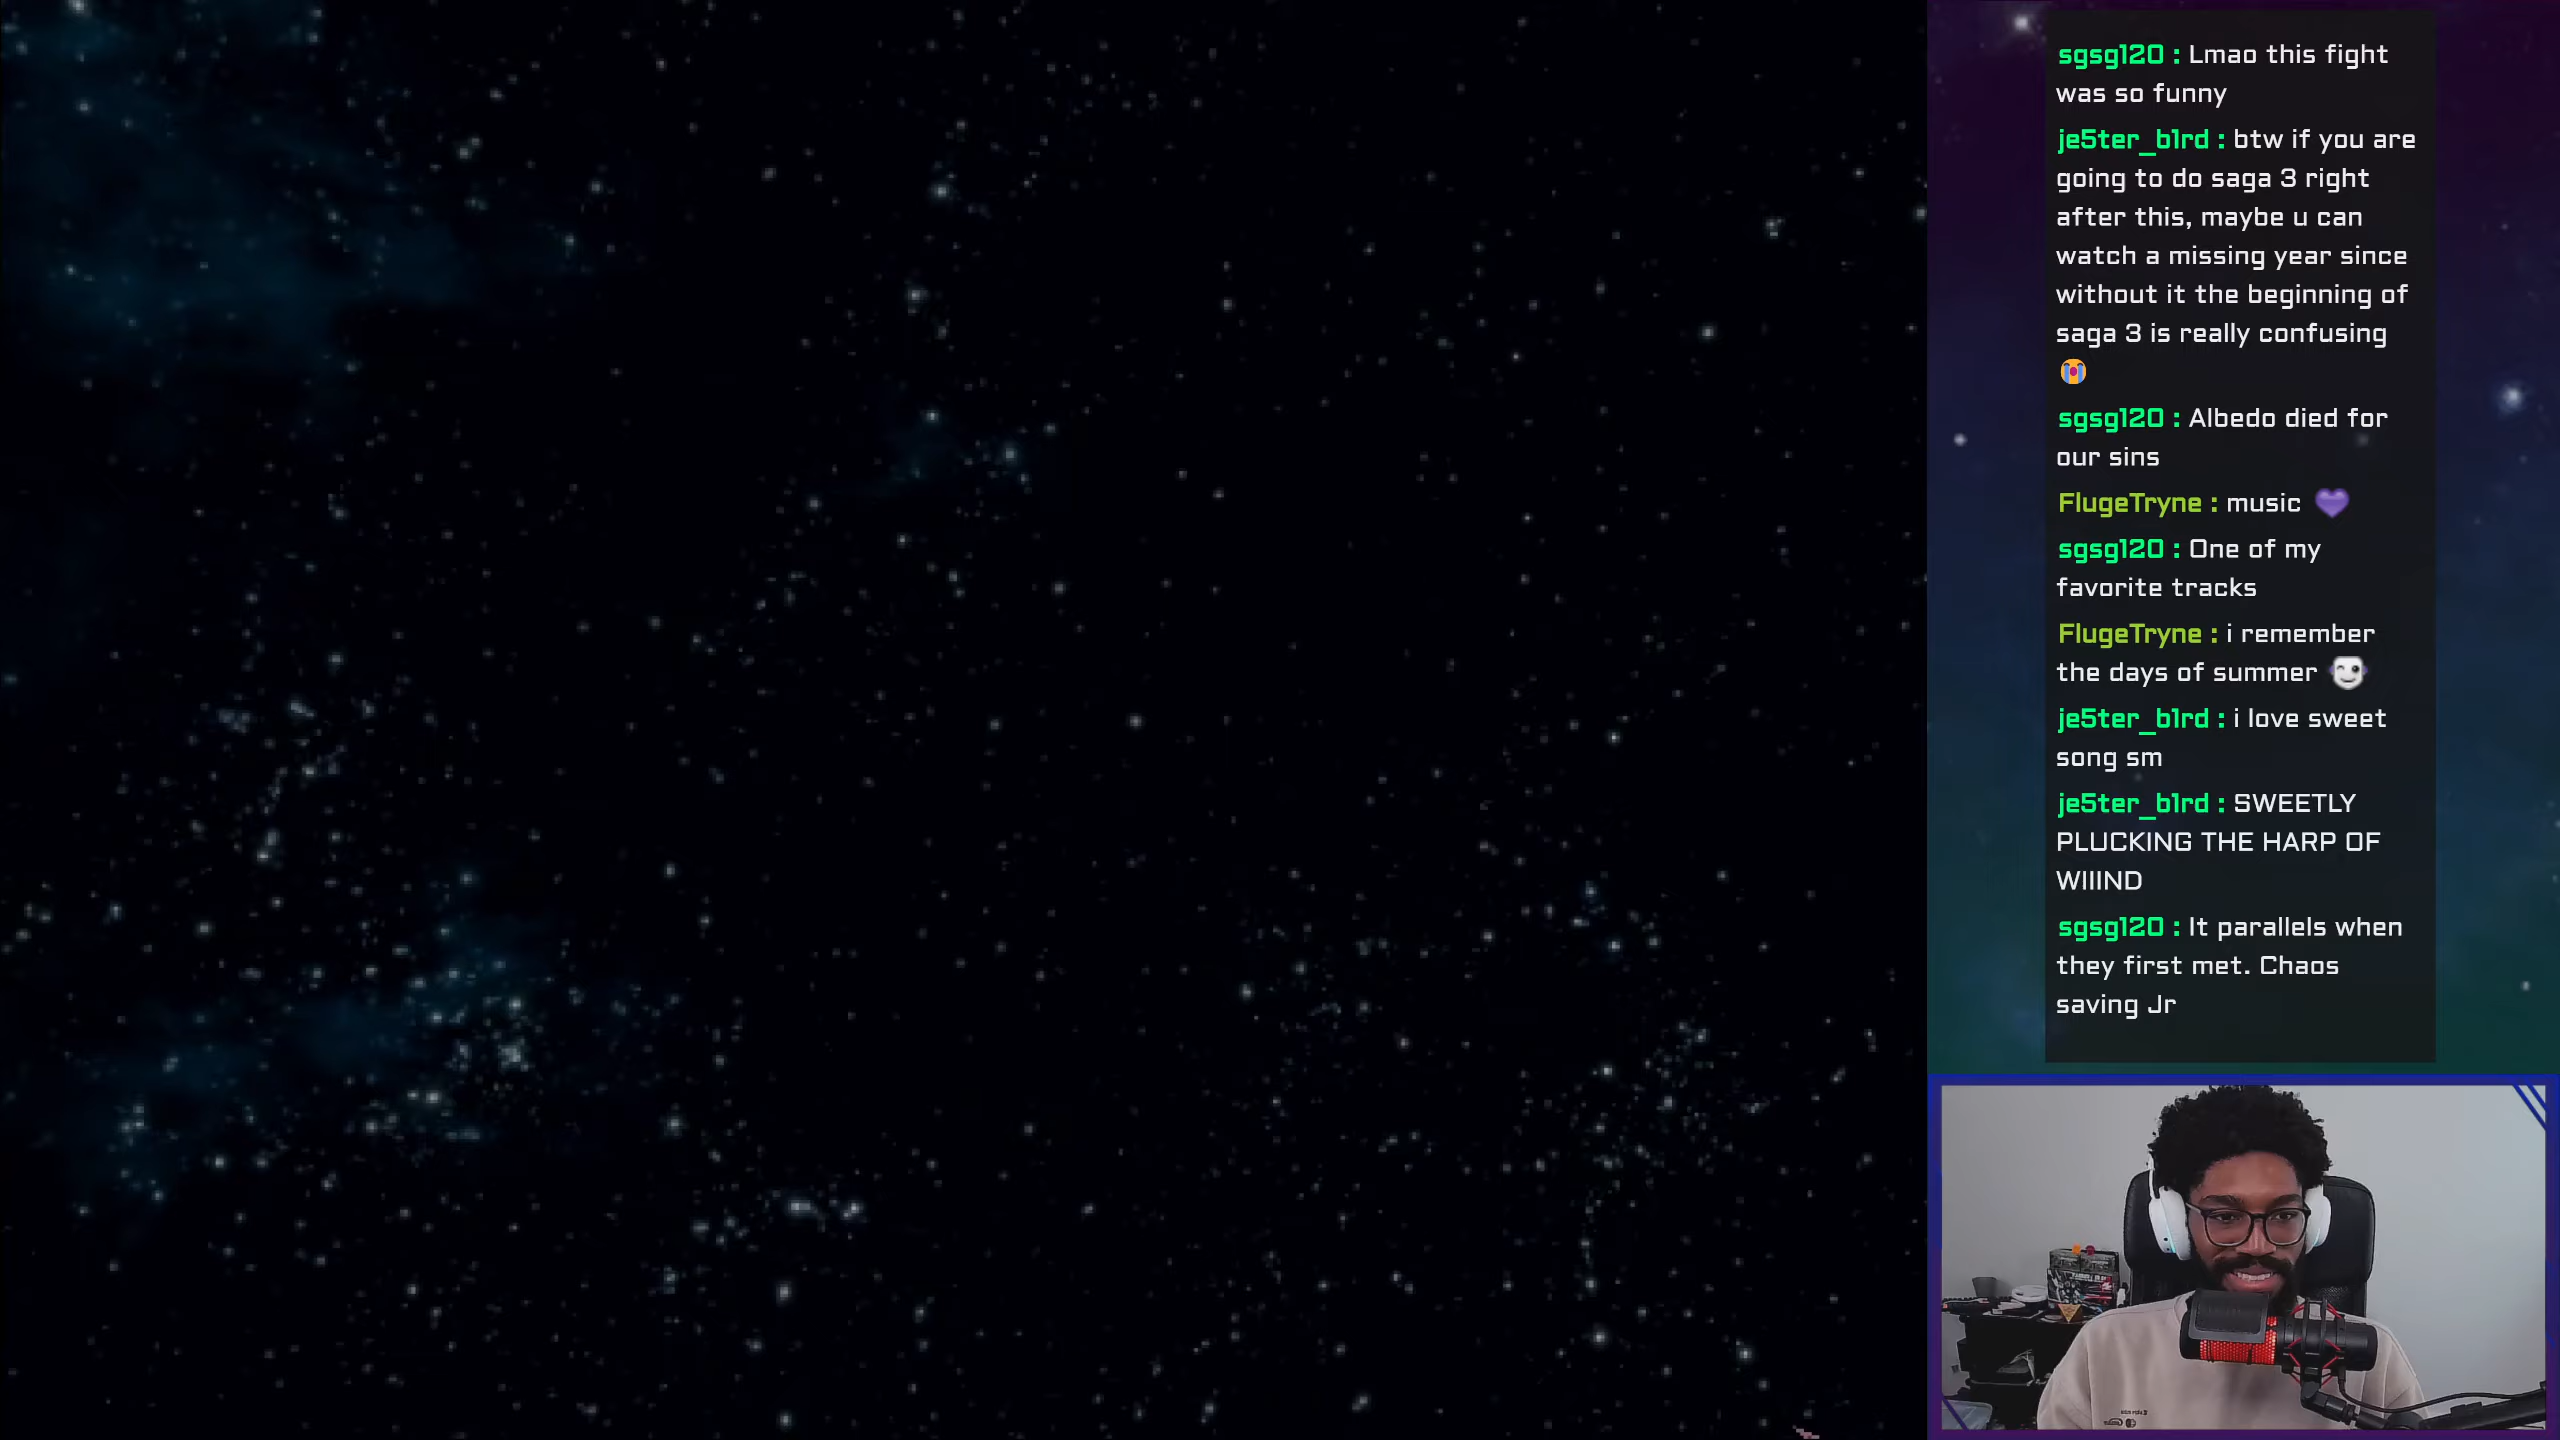 sgsg120 : Lmao this fight
was so funny
je5ter_b1rd : btw if you are
going to do saga 3 right
after this, maybe u can
watch a missing year since
without it the beginning of
saga 3 is really confusing
😭
sgsg120 : Albedo died for
our sins
FlugeTryne : music 💜
sgsg120 : One of my
favorite tracks
FlugeTryne : i remember
the days of summer
je5ter_b1rd : i love sweet
song sm
je5ter_b1rd : SWEETLY
PLUCKING THE HARP OF
WIIIND
sgsg120 : It parallels when
they first met. Chaos
saving Jr